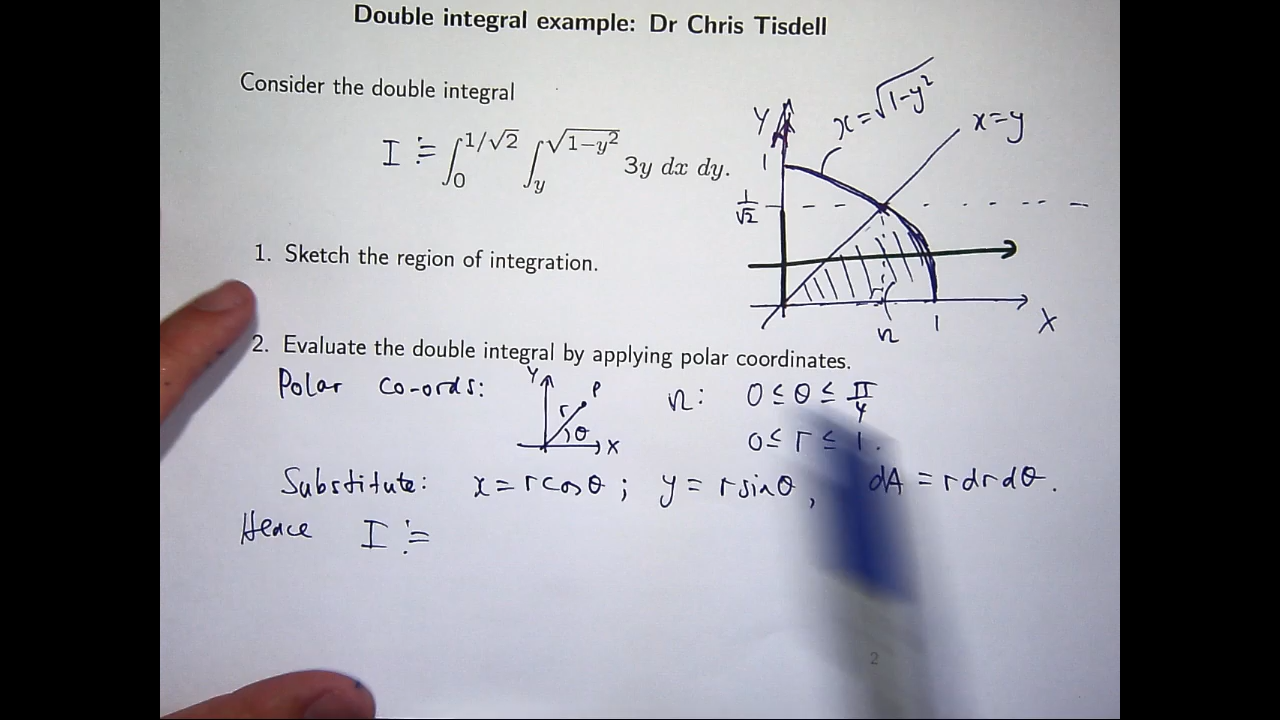 Double integral example: Dr Chris Tisdell
Consider the double integral
I := ∫_0^{1/√2} ∫_y^{√(1−y²)} 3y dx dy.
Y
x=√(1-y²)
x=y
1
1/√2
Ω
1
X
1. Sketch the region of integration.
2. Evaluate the double integral by applying polar coordinates.
Polar co-ords:
Y
P
r
θ
X
Ω: 0 ≤ θ ≤ π/4
0 ≤ r ≤ 1.
Substitute: x = r cos θ ; y = r sin θ , dA = r dr dθ.
Hence I :=
2